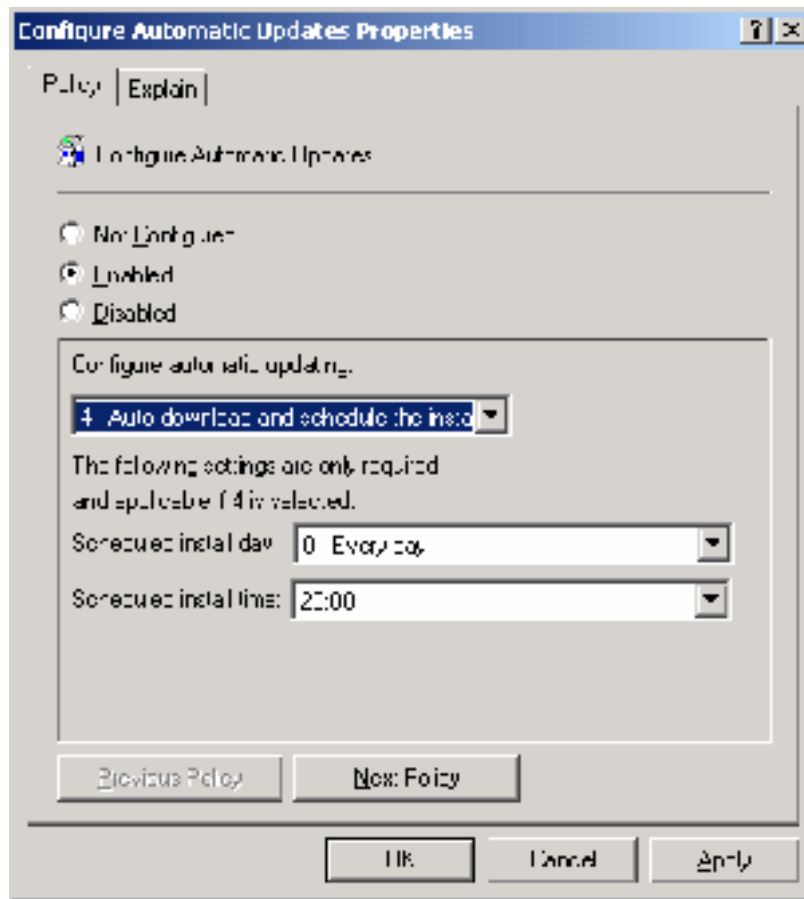 Configure Automatic Updates Properties
Policy Explain
Configure Automatic Updates
Not Configured
Enabled
Disabled
Configure automatic updating:
4 - Auto download and schedule the insta
The following settings are only required
and applicable if 4 is selected.
Scheduled install day: 0 - Every day
Scheduled install time:
Previous Policy Next Policy
OK Cancel Apply